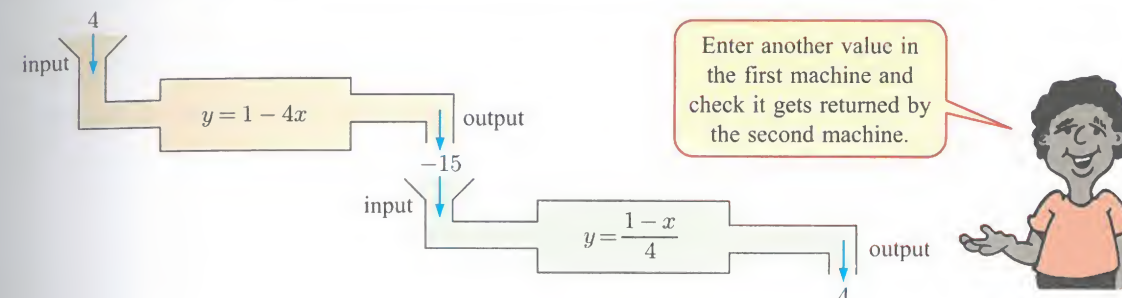 4
input
y = 1 − 4x
output
−15
input
y = \frac{1 − x}{4}
output
4
Enter another value in
the first machine and
check it gets returned by
the second machine.